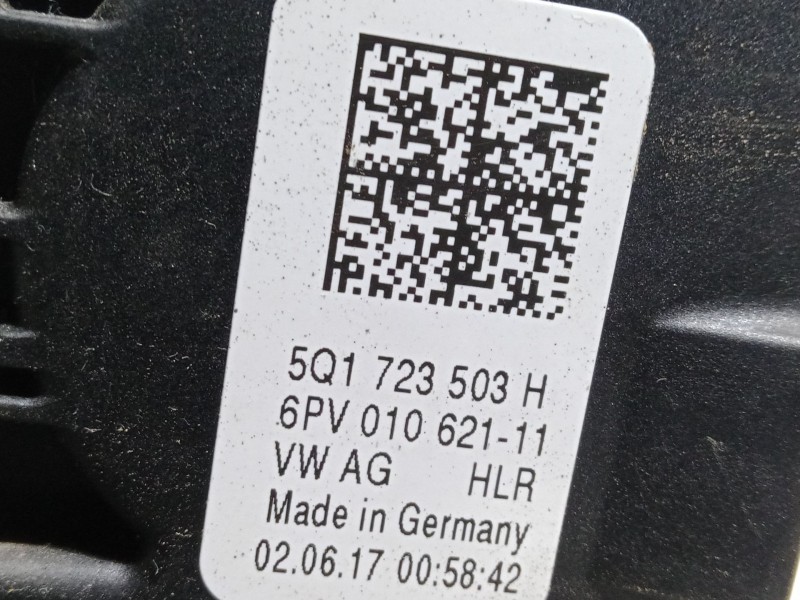 5Q1 723 503 H
6PV 010 621-11
VW AG HLR
Made in Germany
02.06.17 00:58:42